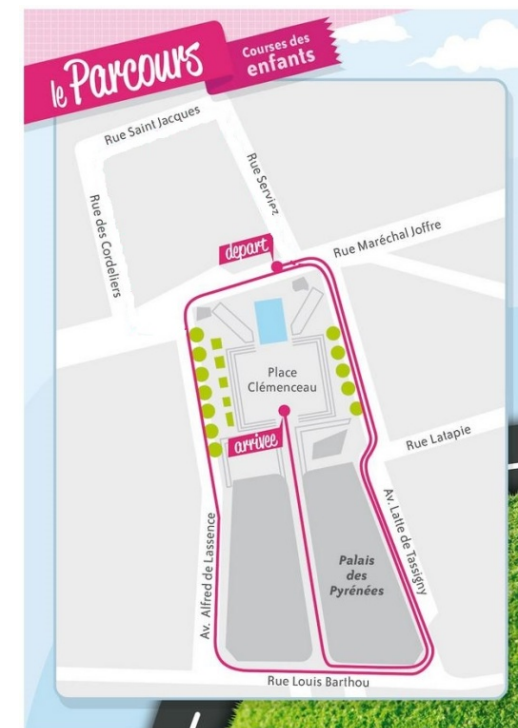 le Parcours
Courses des
enfants
Rue Saint Jacques
Rue Serviez
Rue des Cordeliers
départ
Rue Maréchal Joffre
Place
Clémenceau
arrivée
Rue Lalapie
Av. Alfred de Lassence
Av. Latte de Tassigny
Palais
des
Pyrénées
Rue Louis Barthou